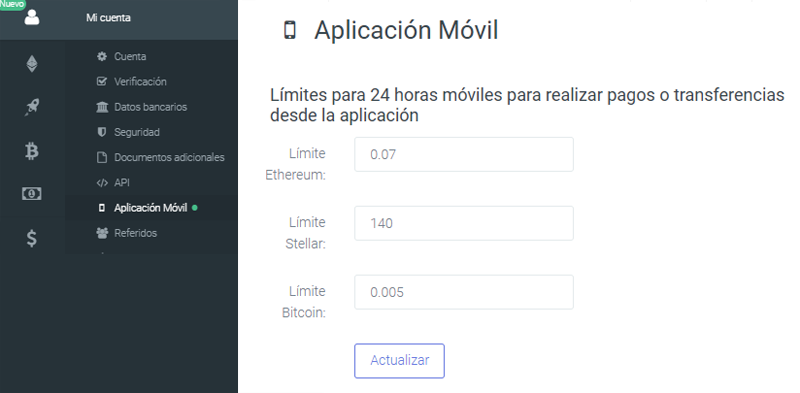 Nuevo
Mi cuenta
Cuenta
Verificación
Datos bancarios
Seguridad
Documentos adicionales
API
Aplicación Móvil
Referidos
Aplicación Móvil
Límites para 24 horas móviles para realizar pagos o transferencias
desde la aplicación
Límite
Ethereum:
0.07
Límite
Stellar:
140
Límite
Bitcoin:
0.005
Actualizar